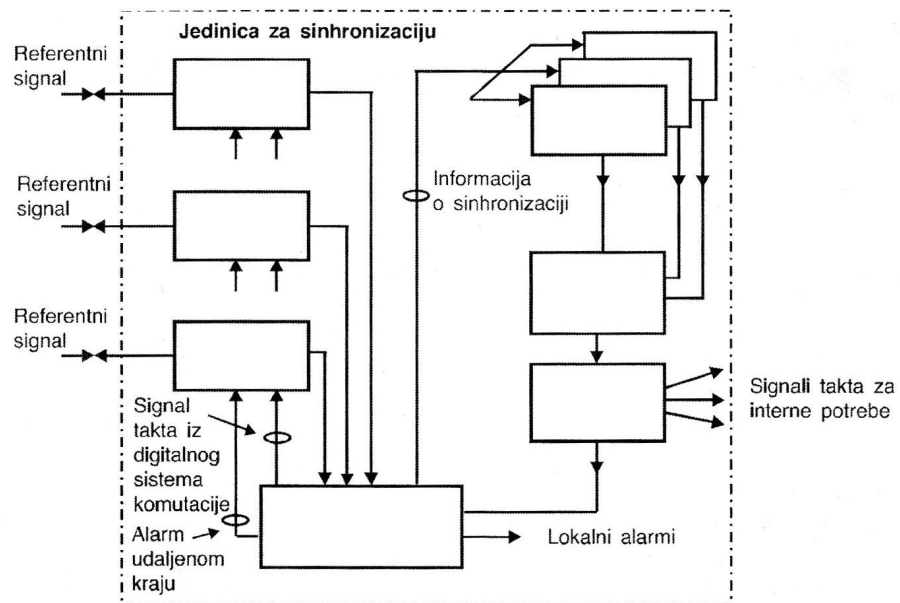 Jedinica za sinhronizaciju
Referentni
signal
Referentni
signal
Referentni
signal
Informacija
o sinhronizaciji
Signal
takta iz
digitalnog
sistema
komutacije
Alarm
udaljenom
kraju
Signali takta za
interne potrebe
Lokalni alarmi